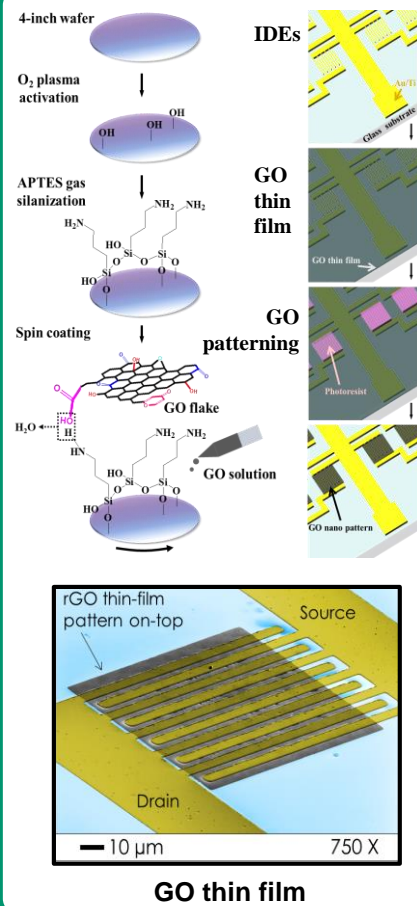 4-inch wafer
O₂ plasma
activation
OH
OH
OH
APTES gas
silanization
H₂N
NH₂
NH₂
HO
Si
Si
Si
O
O
O
HO
O
O
Spin coating
O
HO
H
H₂O
HN
GO flake
NH₂
NH₂
GO solution
HO
Si
Si
Si
O
O
O
HO
O
O
IDEs
Au/Ti
Glass substrate
GO
thin
film
GO thin film
GO
patterning
Photoresist
GO nano pattern
rGO thin-film
pattern on-top
Source
Drain
10 µm
750 X
GO thin film